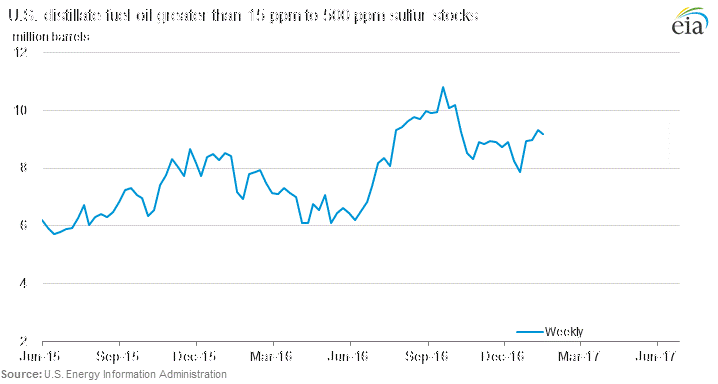 U.S. distillate fuel oil greater than 15 ppm to 500 ppm sulfur stocks
eia
million barrels
12
10
8
6
4
2
Weekly
Jun-15 Sep-15 Dec-15 Mar-16 Jun-16 Sep-16 Dec-16 Mar-17 Jun-17
Source: U.S. Energy Information Administration